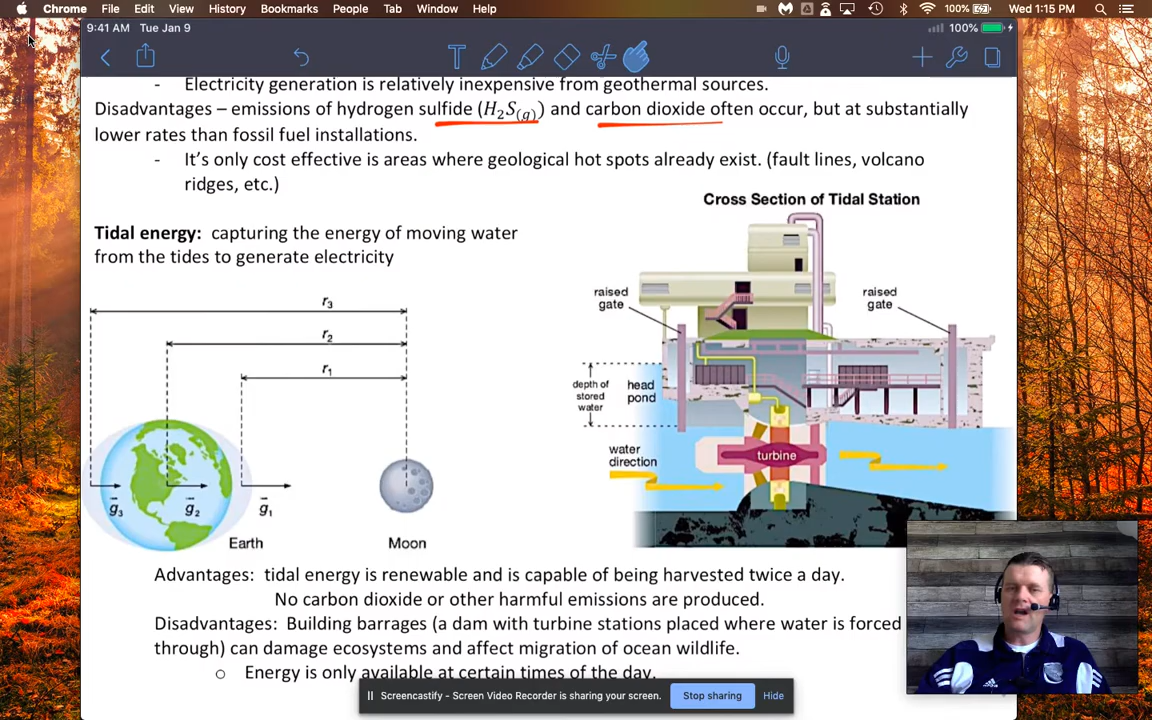 Chrome File Edit View History Bookmarks People Tab Window Help 100% Wed 1:15 PM
9:41 AM Tue Jan 9 100%
- Electricity generation is relatively inexpensive from geothermal sources.
Disadvantages – emissions of hydrogen sulfide (H₂S₍g₎) and carbon dioxide often occur, but at substantially
lower rates than fossil fuel installations.
- It's only cost effective is areas where geological hot spots already exist. (fault lines, volcano
ridges, etc.)
Cross Section of Tidal Station
Tidal energy: capturing the energy of moving water
from the tides to generate electricity
r₃
r₂
r₁
g⃗₃
g⃗₂
g⃗₁
Earth
Moon
raised
gate
raised
gate
depth of
stored
water
head
pond
water
direction
turbine
Advantages: tidal energy is renewable and is capable of being harvested twice a day.
No carbon dioxide or other harmful emissions are produced.
Disadvantages: Building barrages (a dam with turbine stations placed where water is forced
through) can damage ecosystems and affect migration of ocean wildlife.
o Energy is only available at certain times of the day.
Screencastify - Screen Video Recorder is sharing your screen. Stop sharing Hide